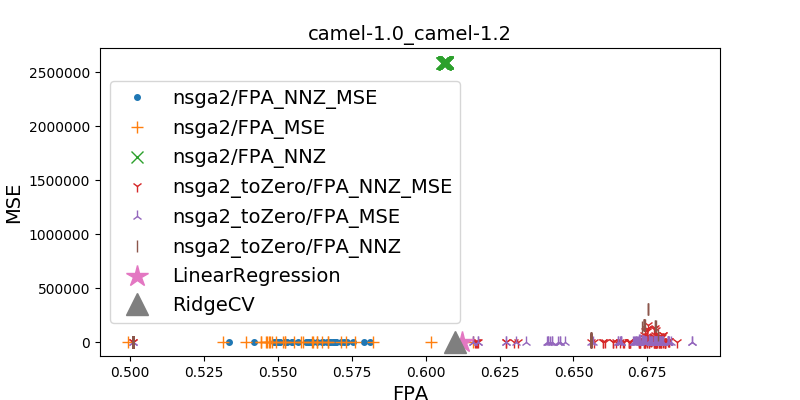 camel-1.0_camel-1.2
MSE
2500000
2000000
1500000
1000000
500000
0
nsga2/FPA_NNZ_MSE
nsga2/FPA_MSE
nsga2/FPA_NNZ
nsga2_toZero/FPA_NNZ_MSE
nsga2_toZero/FPA_MSE
nsga2_toZero/FPA_NNZ
LinearRegression
RidgeCV
0.500 0.525 0.550 0.575 0.600 0.625 0.650 0.675
FPA